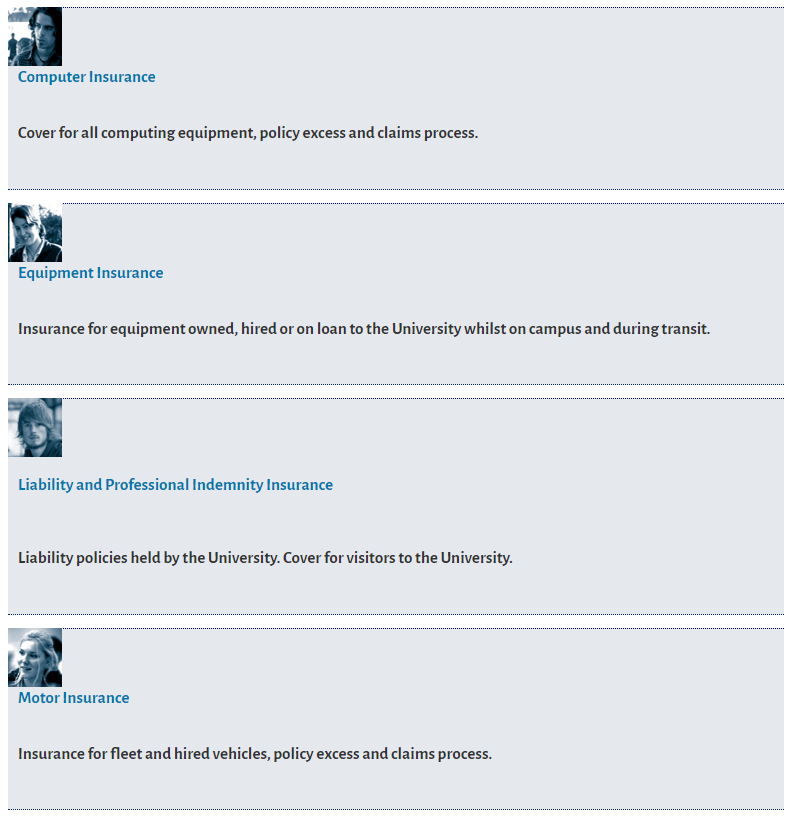 Computer Insurance
Cover for all computing equipment, policy excess and claims process.
Equipment Insurance
Insurance for equipment owned, hired or on loan to the University whilst on campus and during transit.
Liability and Professional Indemnity Insurance
Liability policies held by the University. Cover for visitors to the University.
Motor Insurance
Insurance for fleet and hired vehicles, policy excess and claims process.